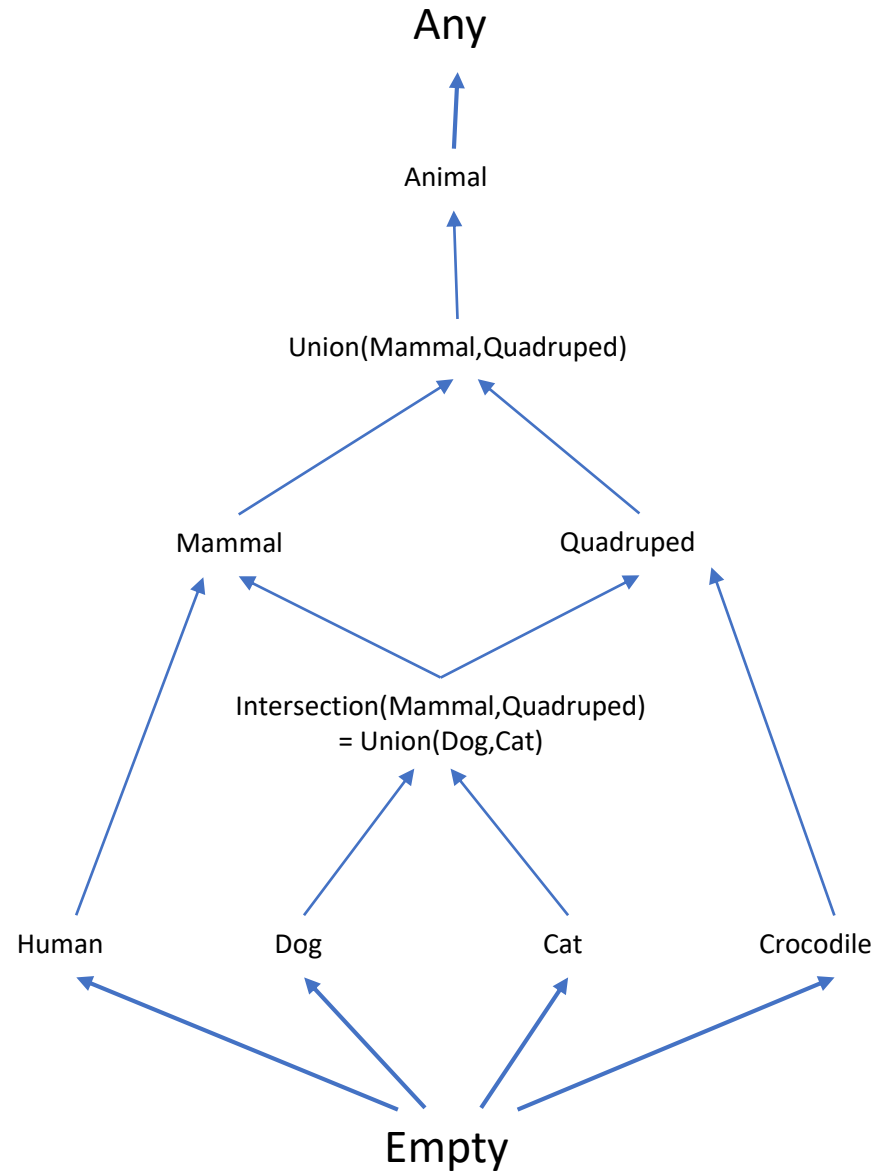 Any
Animal
Union(Mammal,Quadruped)
Mammal
Quadruped
Intersection(Mammal,Quadruped)
= Union(Dog,Cat)
Human
Dog
Cat
Crocodile
Empty